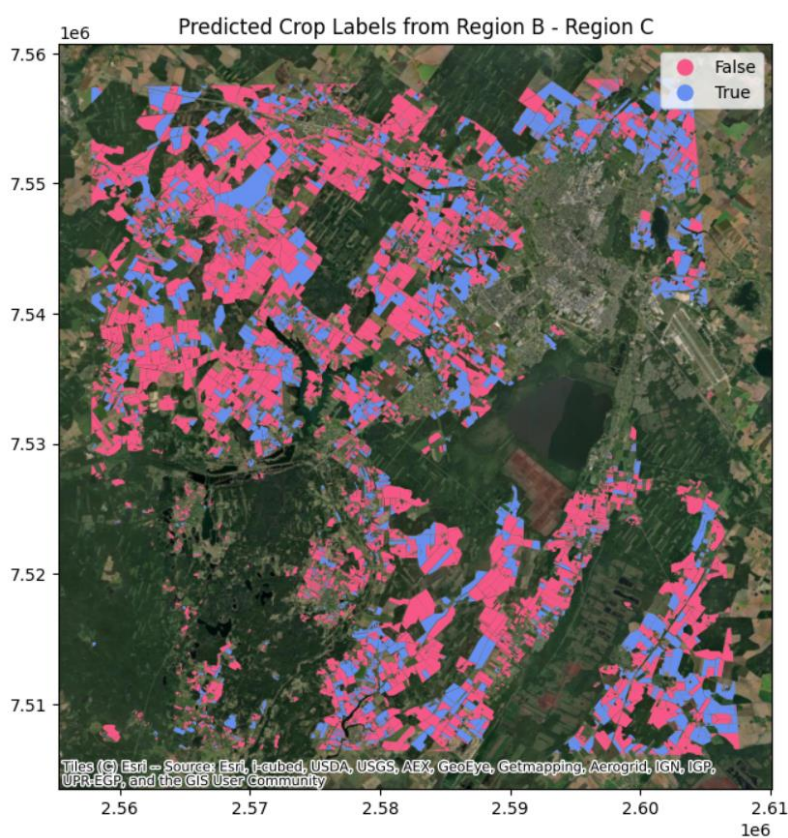 Predicted Crop Labels from Region B - Region C
1e6
7.56
7.55
7.54
7.53
7.52
7.51
False
True
Tiles (C) Esri -- Source: Esri, i-cubed, USDA, USGS, AEX, GeoEye, Getmapping, Aerogrid, IGN, IGP,
UPR-EGP, and the GIS User Community
2.56
2.57
2.58
2.59
2.60
2.61
1e6